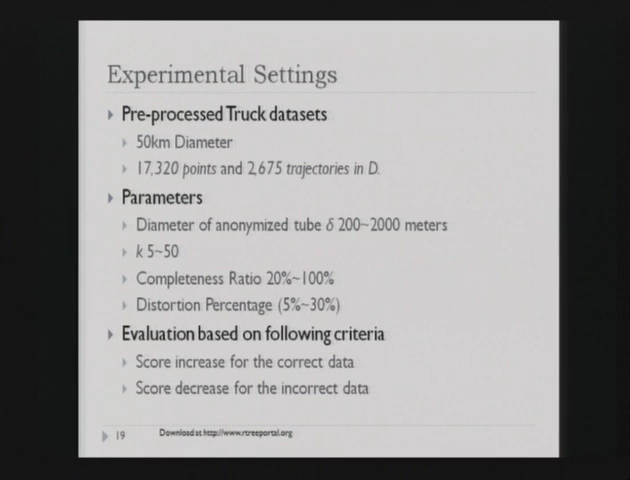 Experimental Settings
Pre-processed Truck datasets
50km Diameter
17,320 points and 2,675 trajectories in D.
Parameters
Diameter of anonymized tube δ 200~2000 meters
k 5~50
Completeness Ratio 20%~100%
Distortion Percentage (5%~30%)
Evaluation based on following criteria
Score increase for the correct data
Score decrease for the incorrect data
19 Download at http://www.rtreeportal.org